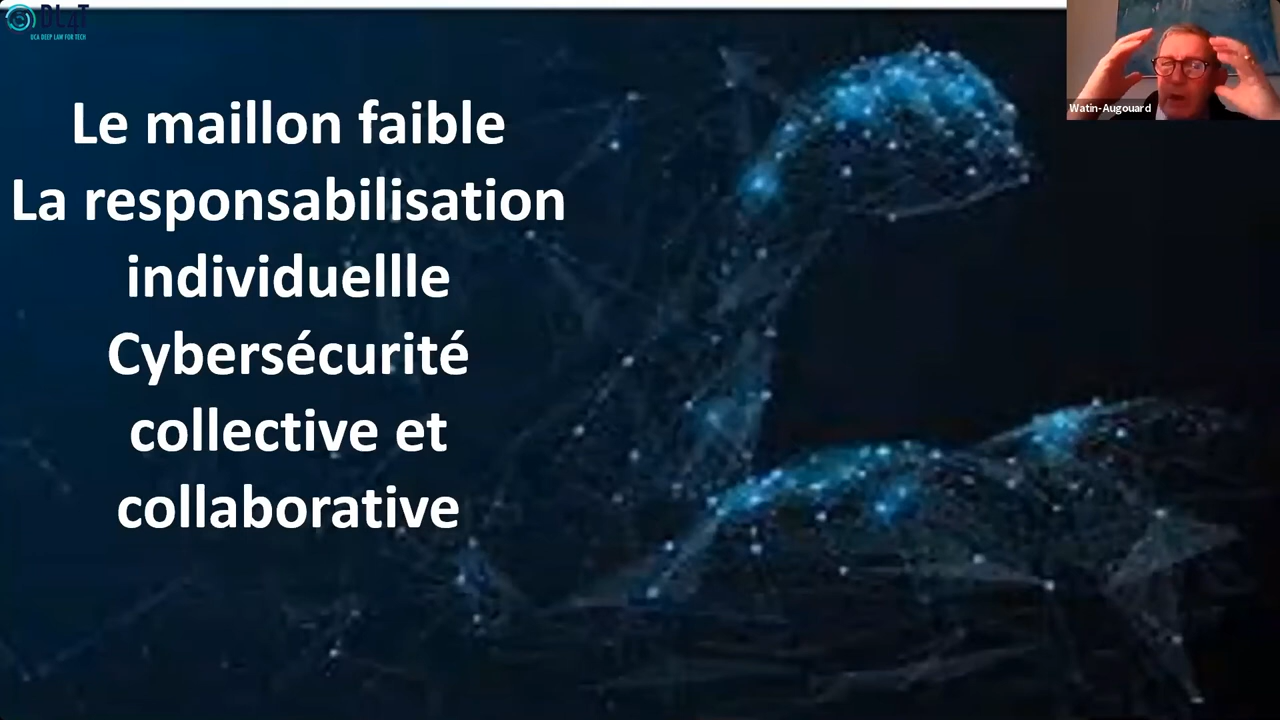 DL4T
UCA DEEP LAW FOR TECH
Watin-Augouard
Le maillon faible
La responsabilisation
individuellle
Cybersécurité
collective et
collaborative